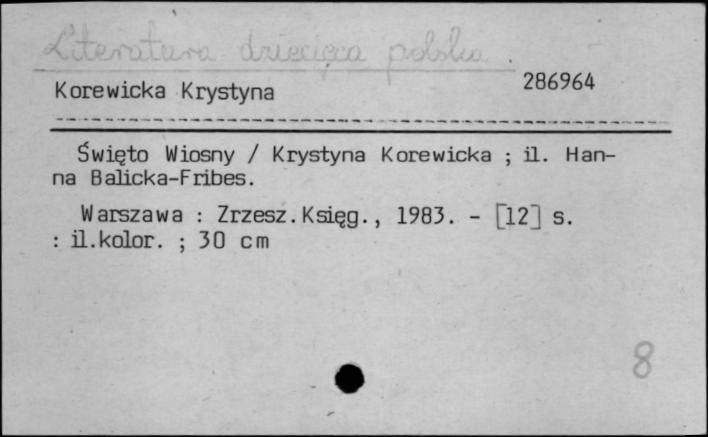 Literatura dziecięca polska
286964
Korewicka Krystyna
Święto Wiosny / Krystyna Korewicka ; il. Han-
na Balicka-Fribes.
Warszawa : Zrzesz.Księg., 1983. - [12] s.
: il.kolor. ; 30 cm
8